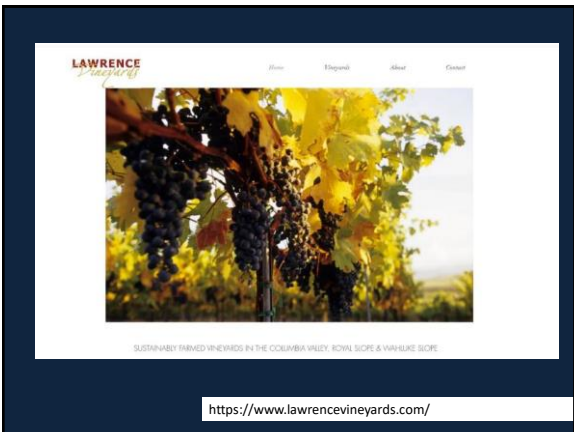 LAWRENCE
Vineyards
Home Vineyards About Contact
SUSTAINABLY FARMED VINEYARDS IN THE COLUMBIA VALLEY, ROYAL SLOPE & WAHLUKE SLOPE
https://www.lawrencevineyards.com/